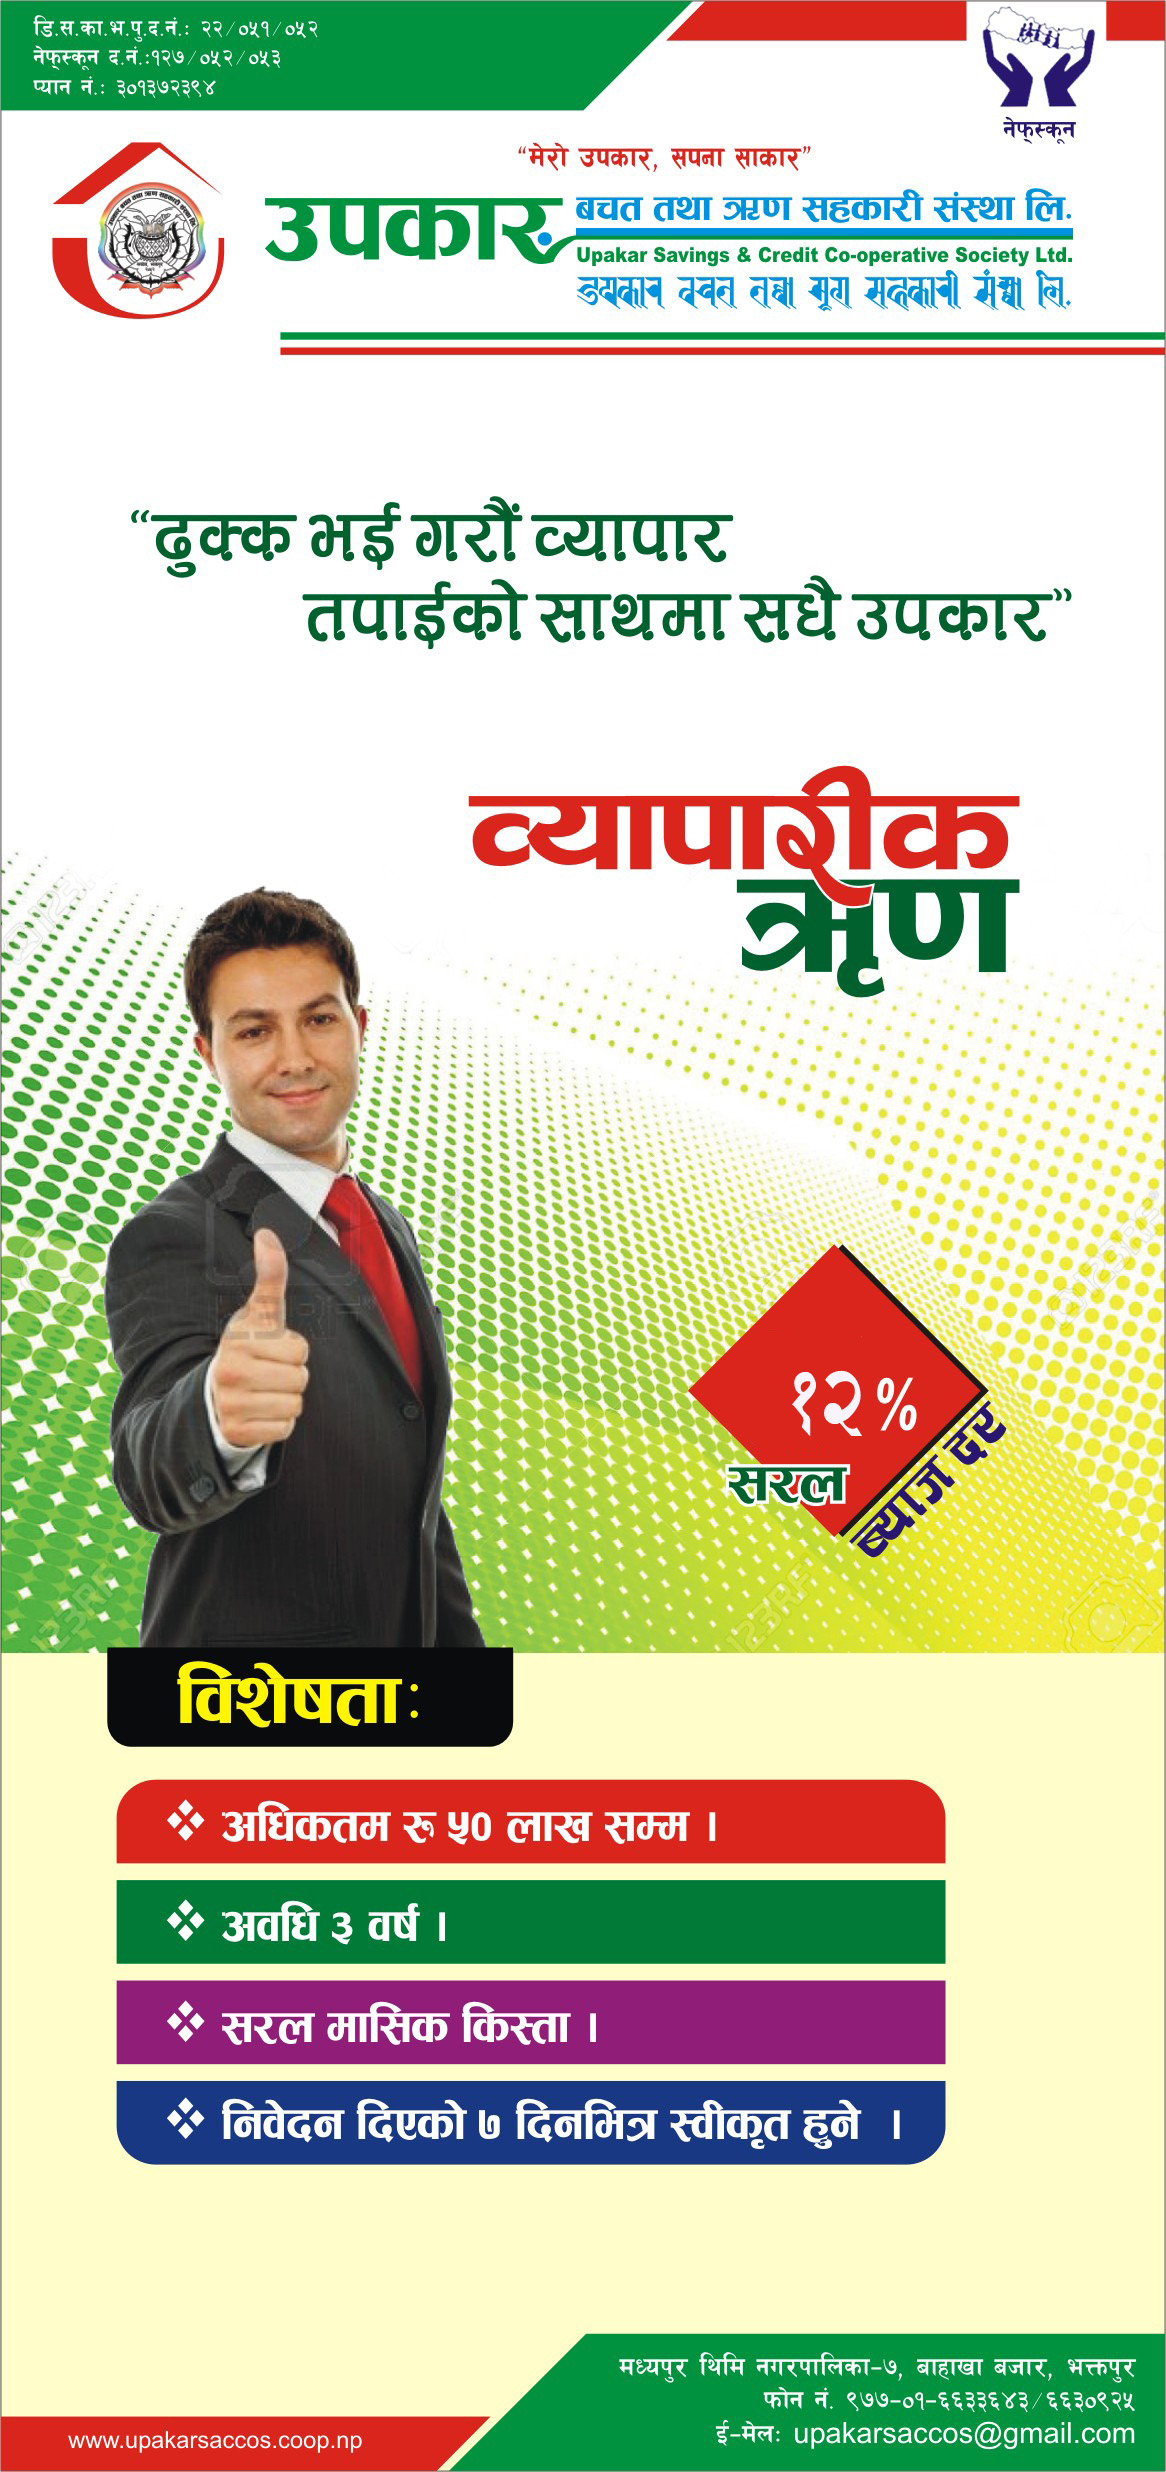 डि.स.का.भ.पु.द.नं.: २२/०५१/०५२
नेफ्स्कून द.नं.:१२७/०५२/०५३
प्यान नं.: ३०१३७२३९४
नेफ्स्कून
“मेरो उपकार, सपना साकार”
उपकार बचत तथा ऋण सहकारी संस्था लि.
Upakar Savings & Credit Co-operative Society Ltd.
“ढुक्क भई गरौं व्यापार
तपाईको साथमा सधै उपकार”
व्यापारीक
ऋण
१२%
सरल
ब्याज दर
विशेषता:
❖ अधिकतम रु ५० लाख सम्म ।
❖ अवधि ३ वर्ष ।
❖ सरल मासिक किस्ता ।
❖ निवेदन दिएको ७ दिनभित्र स्वीकृत हुने ।
मध्यपुर थिमि नगरपालिका-७, बाहाखा बजार, भक्तपुर
फोन नं. ९७७-०१-६६३३६४३/६६३०९२५
ई-मेल: upakarsaccos@gmail.com
www.upakarsaccos.coop.np